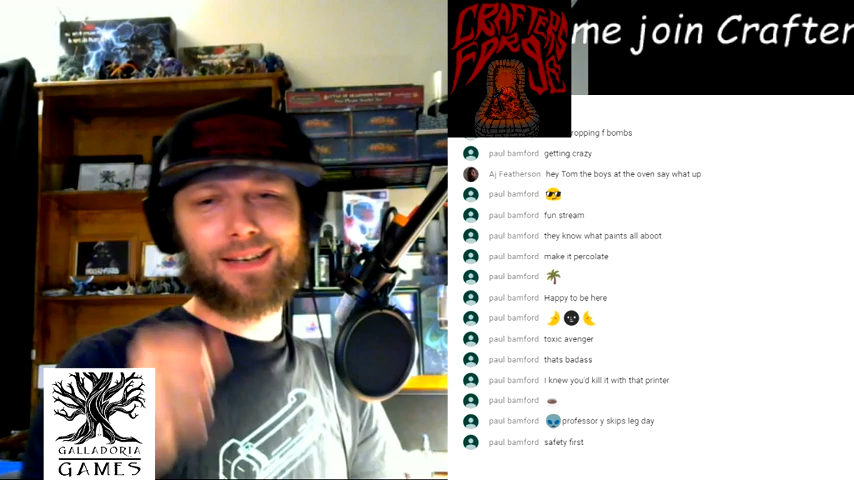 me join Crafter
CRAFTERS
FORGE
ropping f bombs
paul bamford getting crazy
Aj Featherson hey Tom the boys at the oven say what up
paul bamford 😎
paul bamford fun stream
paul bamford they know what paints all aboot
paul bamford make it percolate
paul bamford 🌴
paul bamford Happy to be here
paul bamford 🌛🌚🌜
paul bamford toxic avenger
paul bamford thats badass
paul bamford I knew you'd kill it with that printer
paul bamford
paul bamford 👽professor y skips leg day
paul bamford safety first
GALLADORIA
GAMES